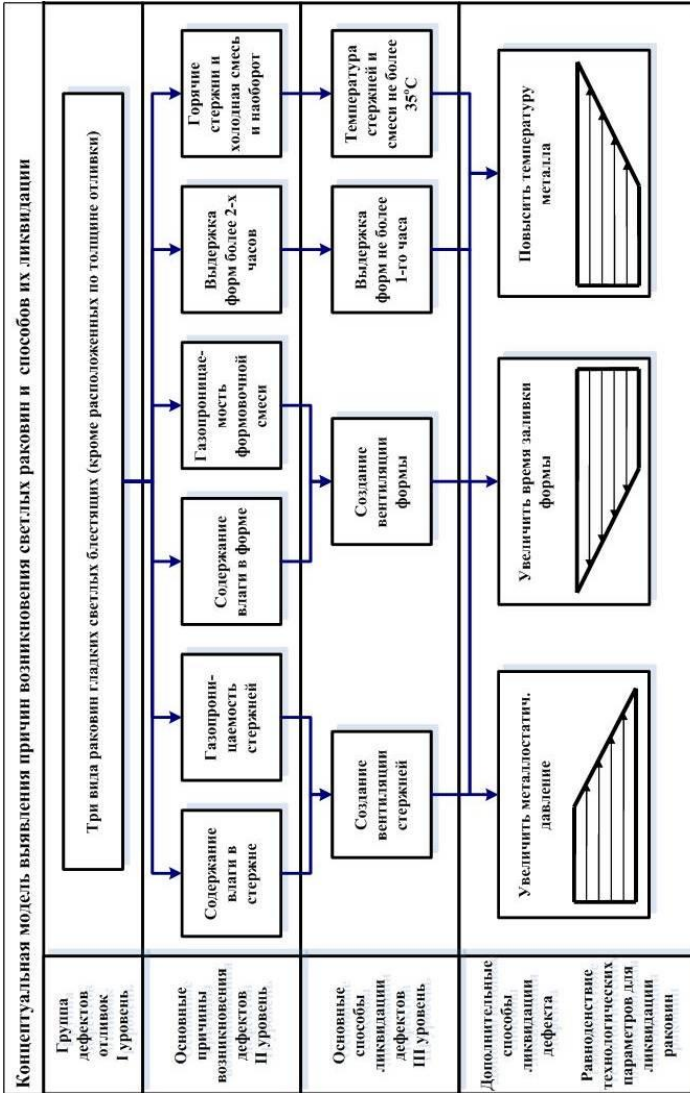 Концептуальная модель выявления причин возникновения светлых раковин и способов их ликвидации
Группа
дефектов
отливок
I уровень
Три вида раковин гладких светлых блестящих (кроме расположенных по толщине отливки)
Основные
причины
возникновения
дефектов
II уровень
Содержание
влаги в
стержне
Газопрони-
цаемость
стержней
Содержание
влаги в форме
Газопроницае-
мость
формовочной
смеси
Выдержка
форм более 2-х
часов
Горячие
стержни и
холодная смесь
и наоборот
Основные
способы
ликвидации
дефектов
III уровень
Создание
вентиляции
стержней
Создание
вентиляции
формы
Выдержка
форм не более
1-го часа
Температура
стержней и
смеси не более
35°С
Дополнительные
способы
ликвидации
дефекта
Равноденствие
технологических
параметров для
ликвидации
раковин
Увеличить металлостатич.
давление
Увеличить время заливки
формы
Повысить температуру
металла